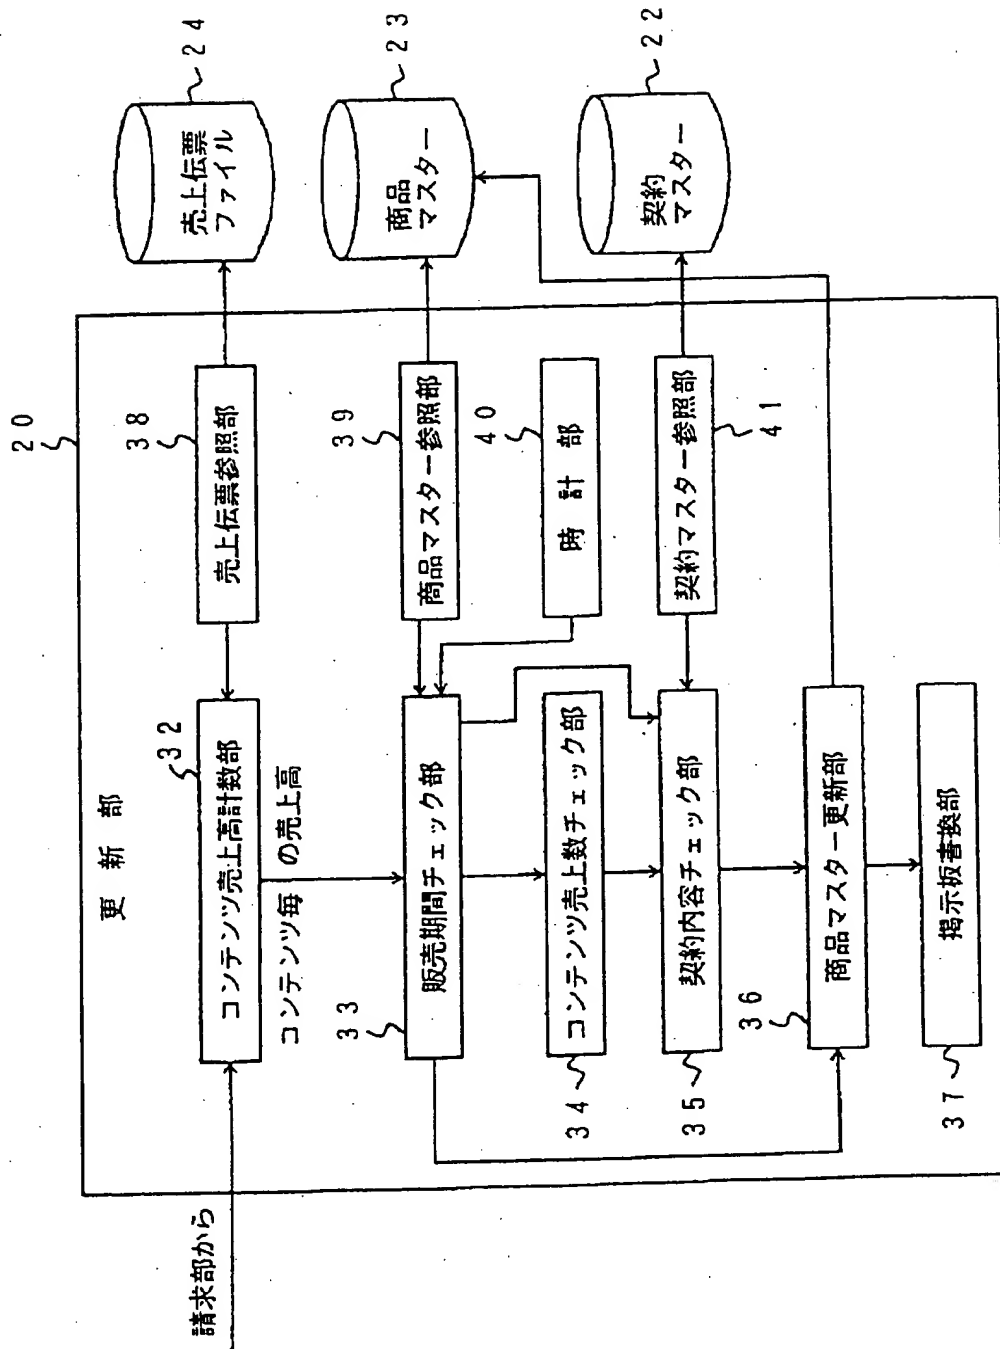 20
更新部
請求部から
32
コンテンツ売上高計数部
38
売上伝票参照部
24
売上伝票
ファイル
コンテンツ毎の売上高
33
販売期間チェック部
39
商品マスター参照部
23
商品
マスター
40
時計部
34
コンテンツ売上数チェック部
35
契約内容チェック部
41
契約マスター参照部
22
契約
マスター
36
商品マスター更新部
37
掲示板書換部